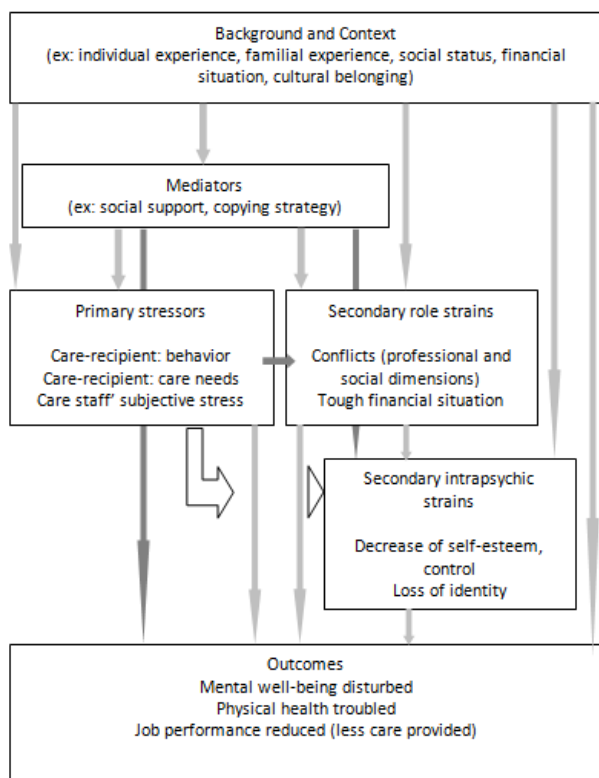 Background and Context
(ex: individual experience, familial experience, social status, financial
situation, cultural belonging)
Mediators
(ex: social support, copying strategy)
Primary stressors
Care-recipient: behavior
Care-recipient: care needs
Care staff’ subjective stress
Secondary role strains
Conflicts (professional and
social dimensions)
Tough financial situation
Secondary intrapsychic
strains
Decrease of self-esteem,
control
Loss of identity
Outcomes
Mental well-being disturbed
Physical health troubled
Job performance reduced (less care provided)